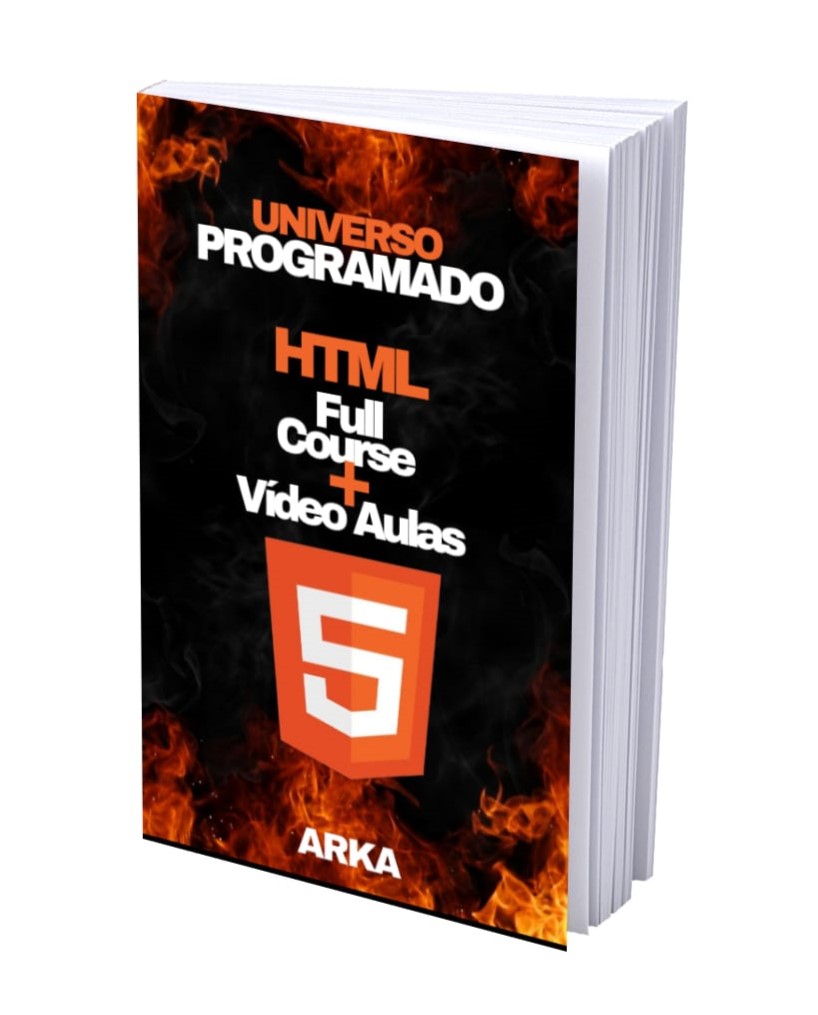 UNIVERSO
PROGRAMADO
HTML
Full
Course
+
Vídeo Aulas
5
ARKA